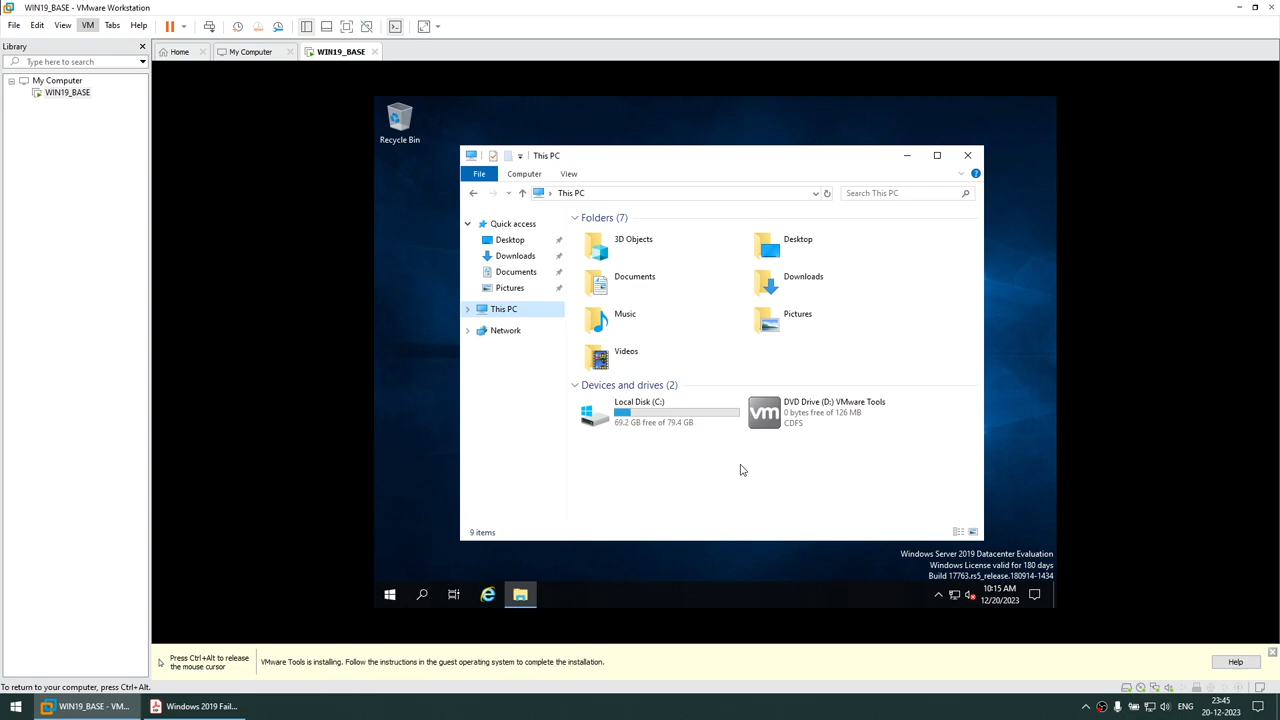 WIN19_BASE - VMware Workstation
File Edit View VM Tabs Help
Library
Type here to search
My Computer
WIN19_BASE
Home
My Computer
WIN19_BASE
Recycle Bin
This PC
File Computer View
This PC
Search This PC
Quick access
Desktop
Downloads
Documents
Pictures
This PC
Network
Folders (7)
3D Objects
Desktop
Documents
Downloads
Music
Pictures
Videos
Devices and drives (2)
Local Disk (C:)
69.2 GB free of 79.4 GB
vm
DVD Drive (D:) VMware Tools
0 bytes free of 126 MB
CDFS
9 items
Windows Server 2019 Datacenter Evaluation
Windows License valid for 180 days
Build 17763.rs5_release.180914-1434
10:15 AM
12/20/2023
Press Ctrl+Alt to release
the mouse cursor
VMware Tools is installing. Follow the instructions in the guest operating system to complete the installation.
Help
To return to your computer, press Ctrl+Alt.
WIN19_BASE - VM...
Windows 2019 Fail...
ENG
23:45
20-12-2023